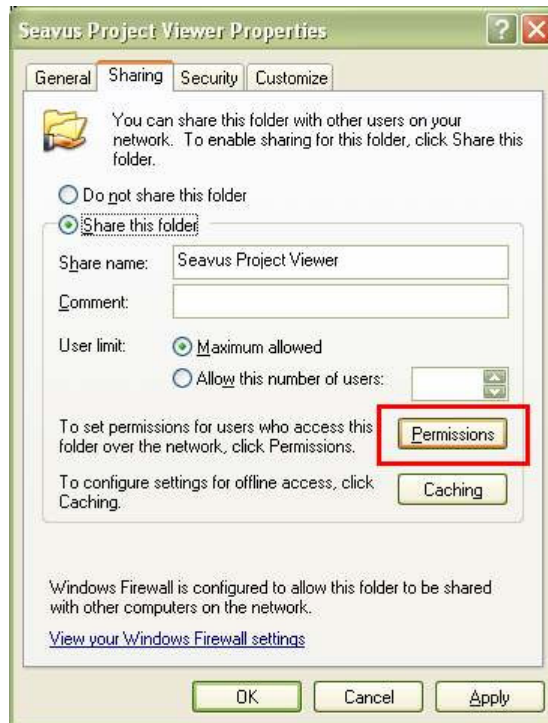 Seavus Project Viewer Properties
General Sharing Security Customize
You can share this folder with other users on your
network. To enable sharing for this folder, click Share this
folder.
Do not share this folder
Share this folder
Share name: Seavus Project Viewer
Comment:
User limit: Maximum allowed
Allow this number of users:
To set permissions for users who access this
folder over the network, click Permissions.
Permissions
To configure settings for offline access, click
Caching.
Caching
Windows Firewall is configured to allow this folder to be shared
with other computers on the network.
View your Windows Firewall settings
OK Cancel Apply